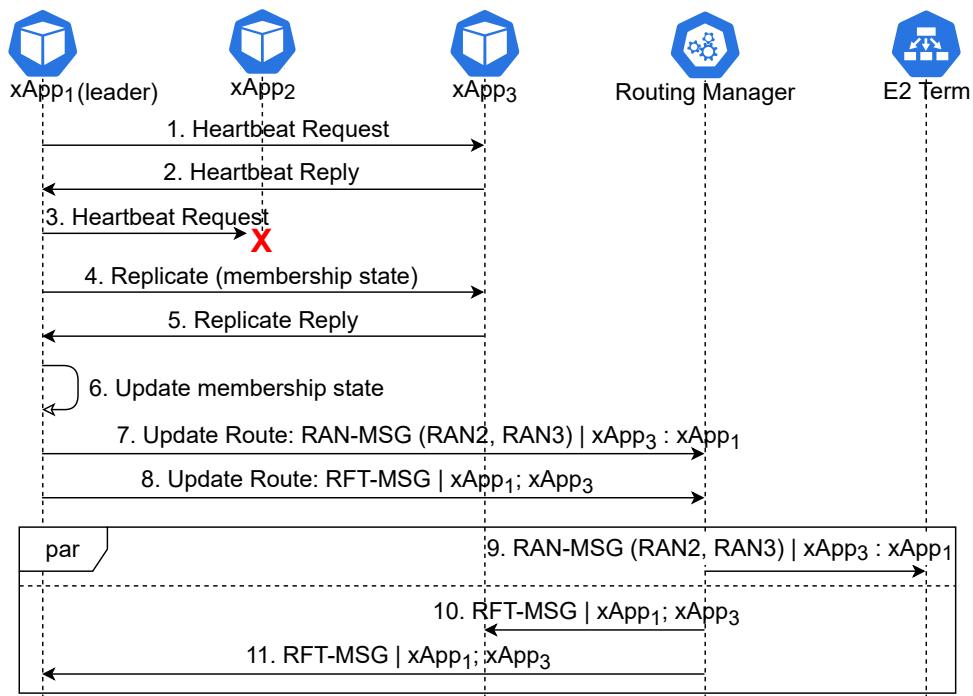 xApp1(leader)
xApp2
xApp3
Routing Manager
E2 Term
1. Heartbeat Request
2. Heartbeat Reply
3. Heartbeat Request
X
4. Replicate (membership state)
5. Replicate Reply
6. Update membership state
7. Update Route: RAN-MSG (RAN2, RAN3) | xApp3 : xApp1
8. Update Route: RFT-MSG | xApp1; xApp3
par
9. RAN-MSG (RAN2, RAN3) | xApp3 : xApp1
10. RFT-MSG | xApp1; xApp3
11. RFT-MSG | xApp1; xApp3